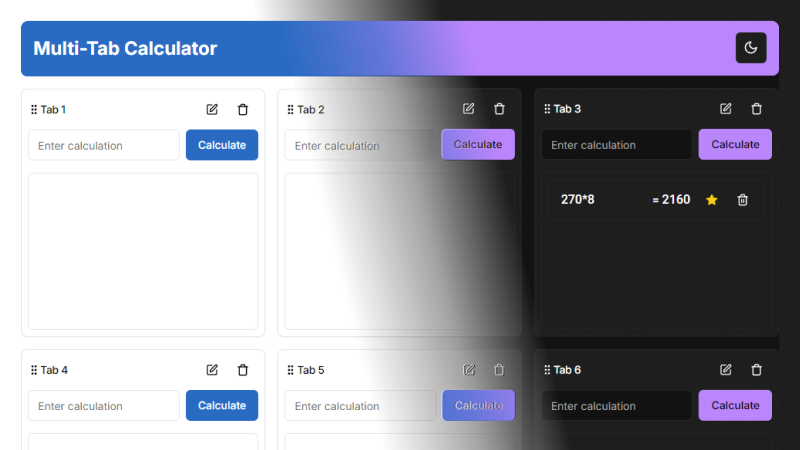 Multi-Tab Calculator
Tab 1
Enter calculation
Calculate
Tab 2
Enter calculation
Calculate
Tab 3
Enter calculation
Calculate
270*8 = 2160
Tab 4
Enter calculation
Calculate
Tab 5
Enter calculation
Calculate
Tab 6
Enter calculation
Calculate